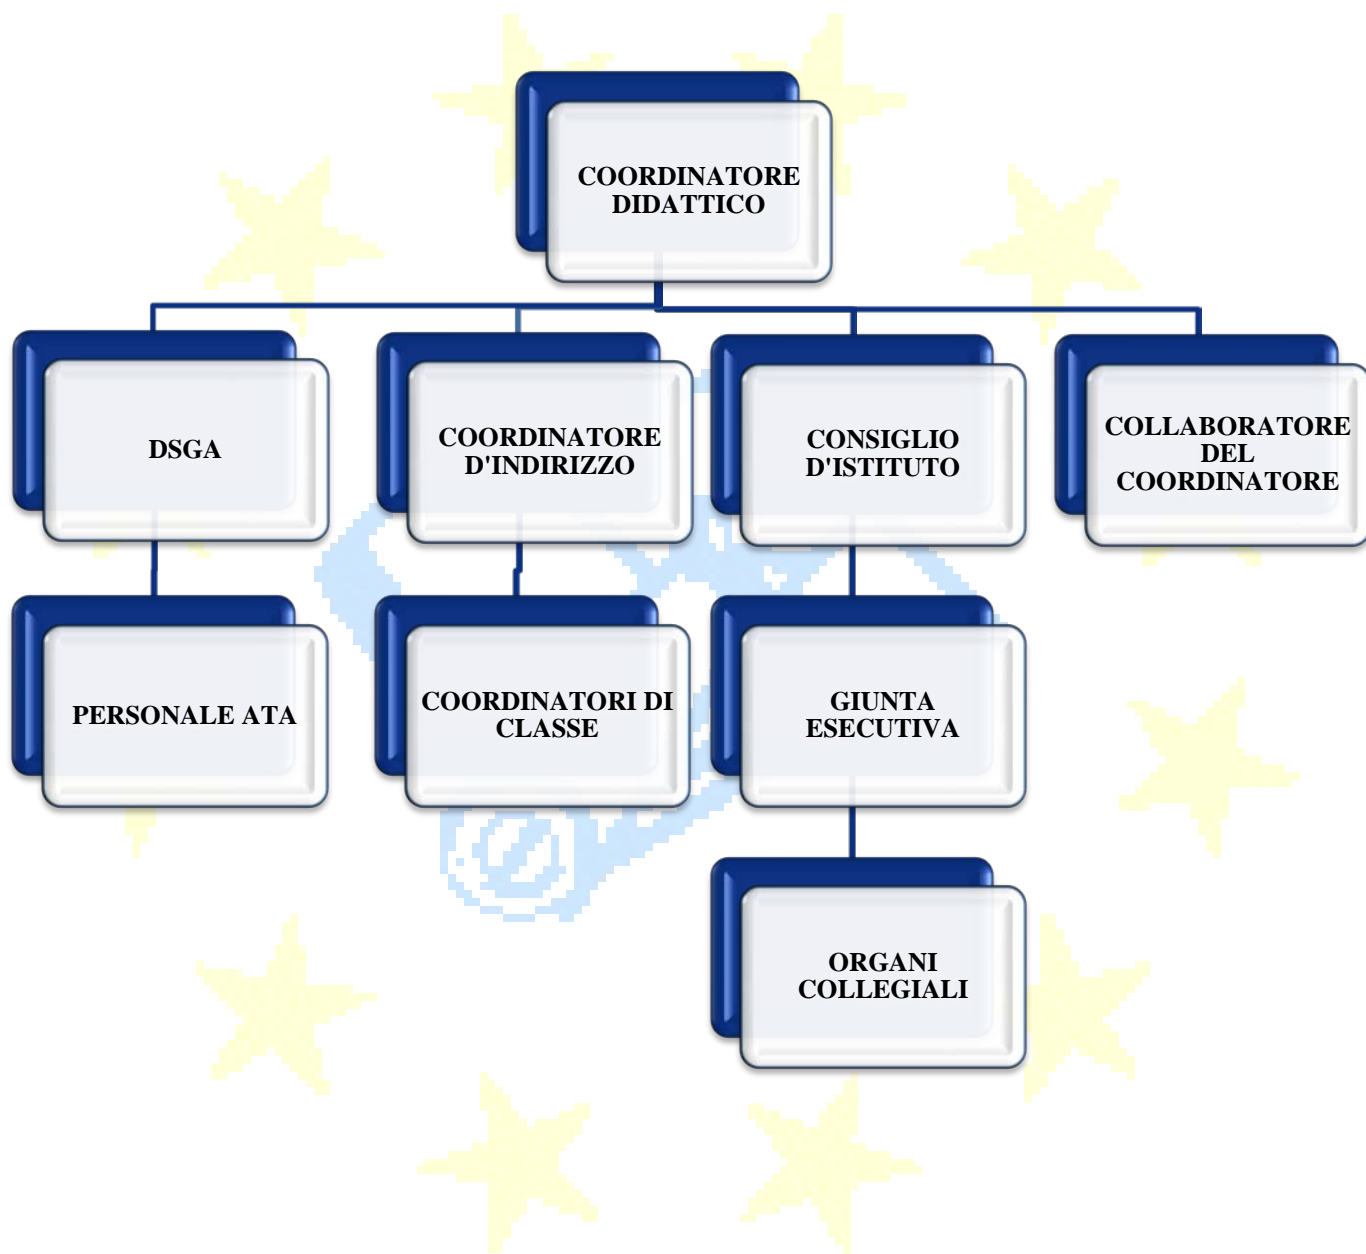 COORDINATORE
DIDATTICO
DSGA
COORDINATORE
D'INDIRIZZO
CONSIGLIO
D'ISTITUTO
COLLABORATORE
DEL
COORDINATORE
PERSONALE ATA
COORDINATORI DI
CLASSE
GIUNTA
ESECUTIVA
ORGANI
COLLEGIALI